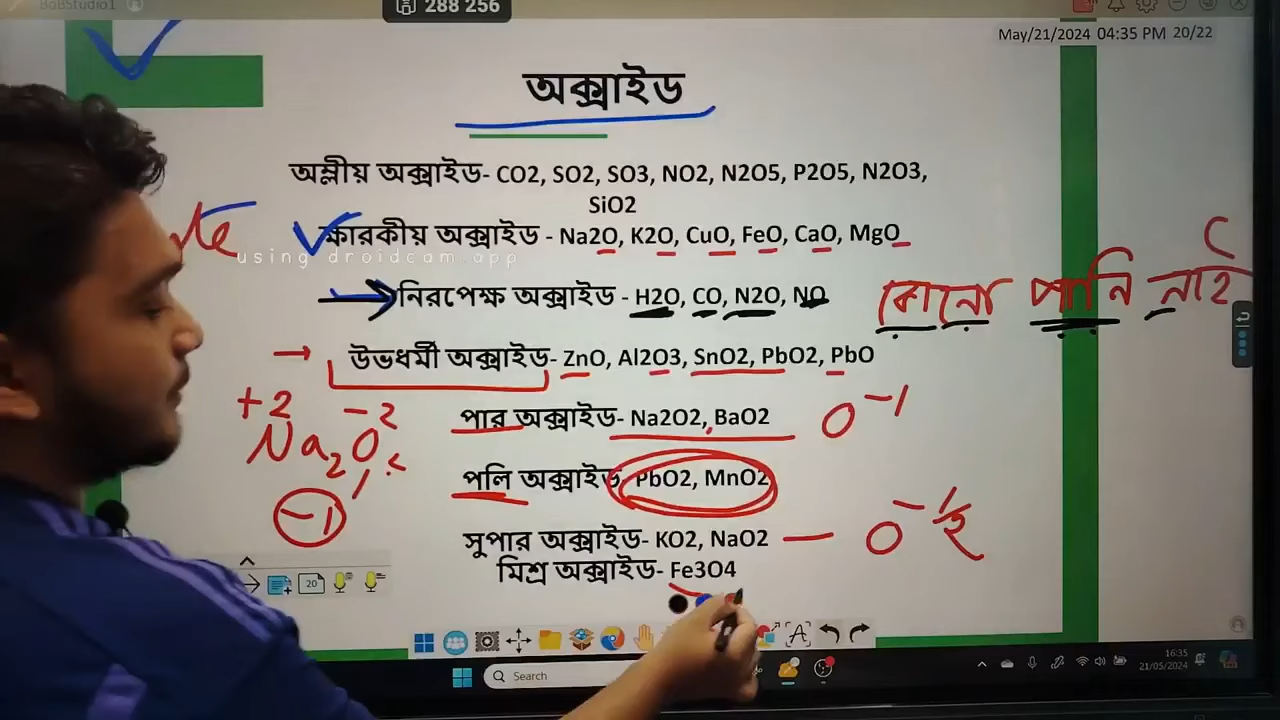 BoBStudio1
288 256
May/21/2024 04:35 PM 20/22
অক্সাইড
অম্লীয় অক্সাইড- CO2, SO2, SO3, NO2, N2O5, P2O5, N2O3,
SiO2
ক্ষারকীয় অক্সাইড - Na2O, K2O, CuO, FeO, CaO, MgO
using droidcam.app
নিরপেক্ষ অক্সাইড - H2O, CO, N2O, NO
কোনো পানি নাই
উভধর্মী অক্সাইড- ZnO, Al2O3, SnO2, PbO2, PbO
+2 -2
পার অক্সাইড- Na2O2, BaO2 O-1
Na2O2
পলি অক্সাইড- PbO2, MnO2
-1
সুপার অক্সাইড- KO2, NaO2 — O-1/2
মিশ্র অক্সাইড- Fe3O4
20
Search
16:35
21/05/2024